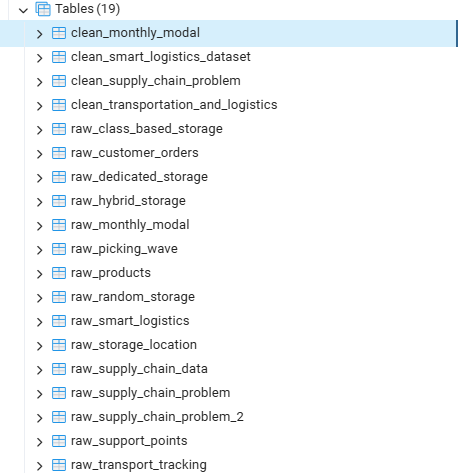 Tables (19)
clean_monthly_modal
clean_smart_logistics_dataset
clean_supply_chain_problem
clean_transportation_and_logistics
raw_class_based_storage
raw_customer_orders
raw_dedicated_storage
raw_hybrid_storage
raw_monthly_modal
raw_picking_wave
raw_products
raw_random_storage
raw_smart_logistics
raw_storage_location
raw_supply_chain_data
raw_supply_chain_problem
raw_supply_chain_problem_2
raw_support_points
raw_transport_tracking